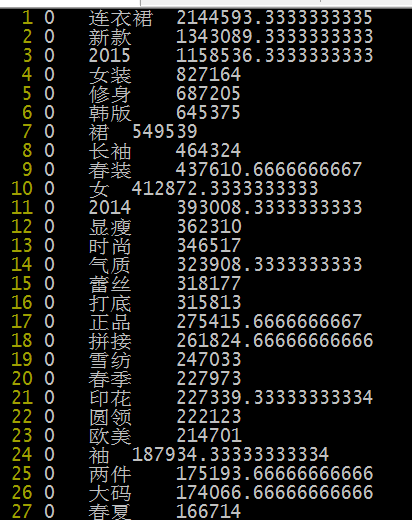 1 0 连衣裙 2144593.3333333335
2 0 新款 1343089.3333333333
3 0 2015 1158536.3333333333
4 0 女装 827164
5 0 修身 687205
6 0 韩版 645375
7 0 裙 549539
8 0 长袖 464324
9 0 春装 437610.6666666667
10 0 女 412872.3333333333
11 0 2014 393008.3333333333
12 0 显瘦 362310
13 0 时尚 346517
14 0 气质 323908.3333333333
15 0 蕾丝 318177
16 0 打底 315813
17 0 正品 275415.6666666667
18 0 拼接 261824.66666666666
19 0 雪纺 247033
20 0 春季 227973
21 0 印花 227339.33333333334
22 0 圆领 222123
23 0 欧美 214701
24 0 袖 187934.33333333334
25 0 两件 175193.66666666666
26 0 大码 174066.66666666666
27 0 春夏 166714